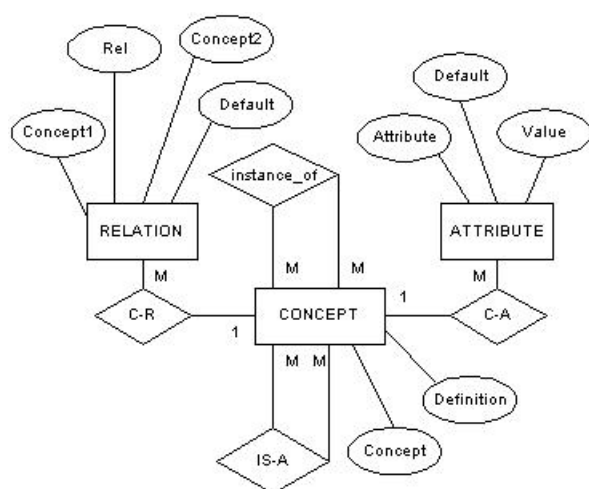 Concept2
Rel
Default
Default
Concept1
Attribute
Value
instance_of
RELATION
ATTRIBUTE
M
M
M
M
C-R
1
CONCEPT
1
C-A
M
M
Definition
Concept
IS-A